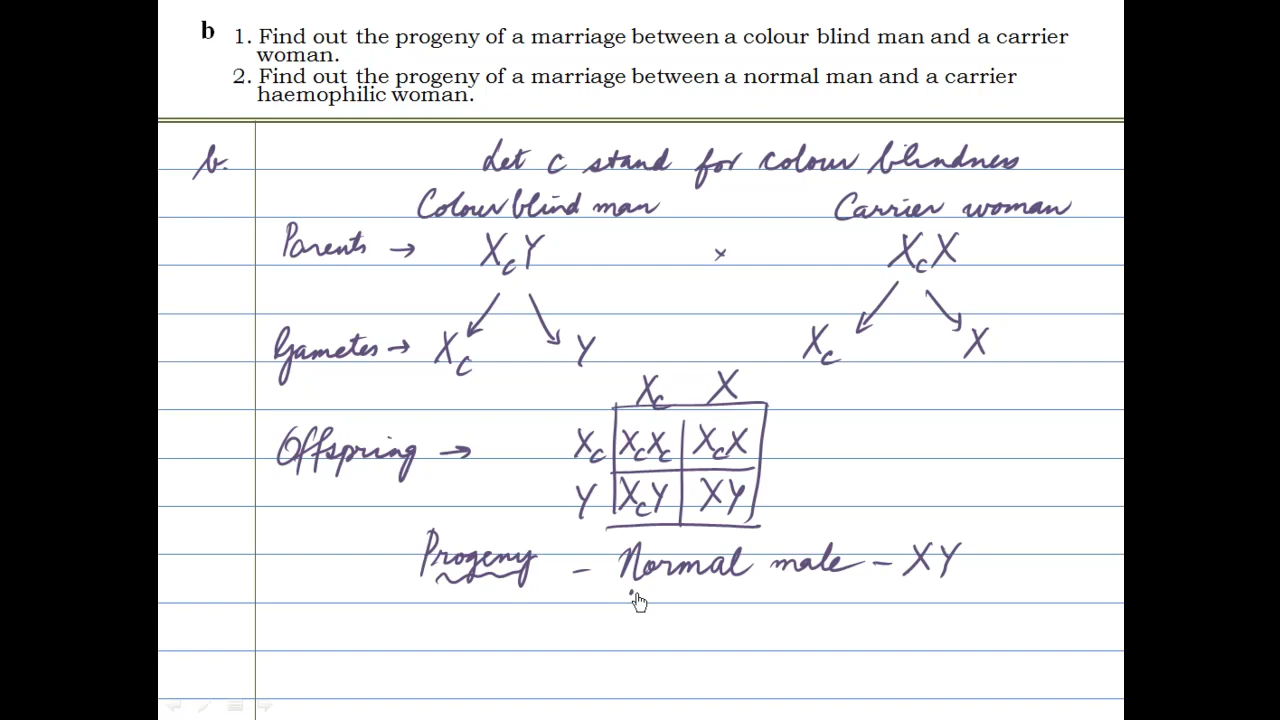 b 1. Find out the progeny of a marriage between a colour blind man and a carrier
woman.
2. Find out the progeny of a marriage between a normal man and a carrier
haemophilic woman.
b. Let c stand for colour blindness
Colour blind man Carrier woman
Parents → XcY × XcX
Gametes → Xc Y Xc X
Xc X
Offspring → Xc XcXc XcX
Y XcY XY
Progeny - Normal male - XY